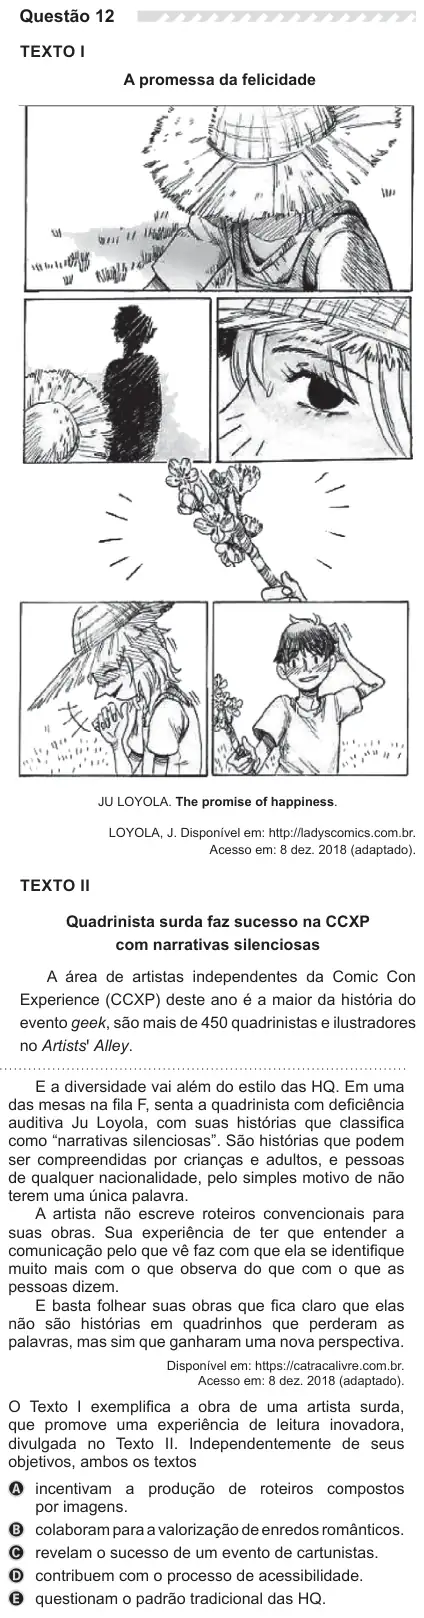 Questão 12
TEXTO I
A promessa da felicidade
JU LOYOLA. The promise of happiness.
LOYOLA, J. Disponível em: http://ladyscomics.com.br.
Acesso em: 8 dez. 2018 (adaptado).
TEXTO II
Quadrinista surda faz sucesso na CCXP
com narrativas silenciosas
A área de artistas independentes da Comic Con
Experience (CCXP) deste ano é a maior da história do
evento geek, são mais de 450 quadrinistas e ilustradores
no Artists' Alley.
E a diversidade vai além do estilo das HQ. Em uma
das mesas na fila F, senta a quadrinista com deficiência
auditiva Ju Loyola, com suas histórias que classifica
como “narrativas silenciosas”. São histórias que podem
ser compreendidas por crianças e adultos, e pessoas
de qualquer nacionalidade, pelo simples motivo de não
terem uma única palavra.
A artista não escreve roteiros convencionais para
suas obras. Sua experiência de ter que entender a
comunicação pelo que vê faz com que ela se identifique
muito mais com o que observa do que com o que as
pessoas dizem.
E basta folhear suas obras que fica claro que elas
não são histórias em quadrinhos que perderam as
palavras, mas sim que ganharam uma nova perspectiva.
Disponível em: https://catracalivre.com.br.
Acesso em: 8 dez. 2018 (adaptado).
O Texto I exemplifica a obra de uma artista surda,
que promove uma experiência de leitura inovadora,
divulgada no Texto II. Independentemente de seus
objetivos, ambos os textos
A incentivam a produção de roteiros compostos
por imagens.
B colaboram para a valorização de enredos românticos.
C revelam o sucesso de um evento de cartunistas.
D contribuem com o processo de acessibilidade.
E questionam o padrão tradicional das HQ.